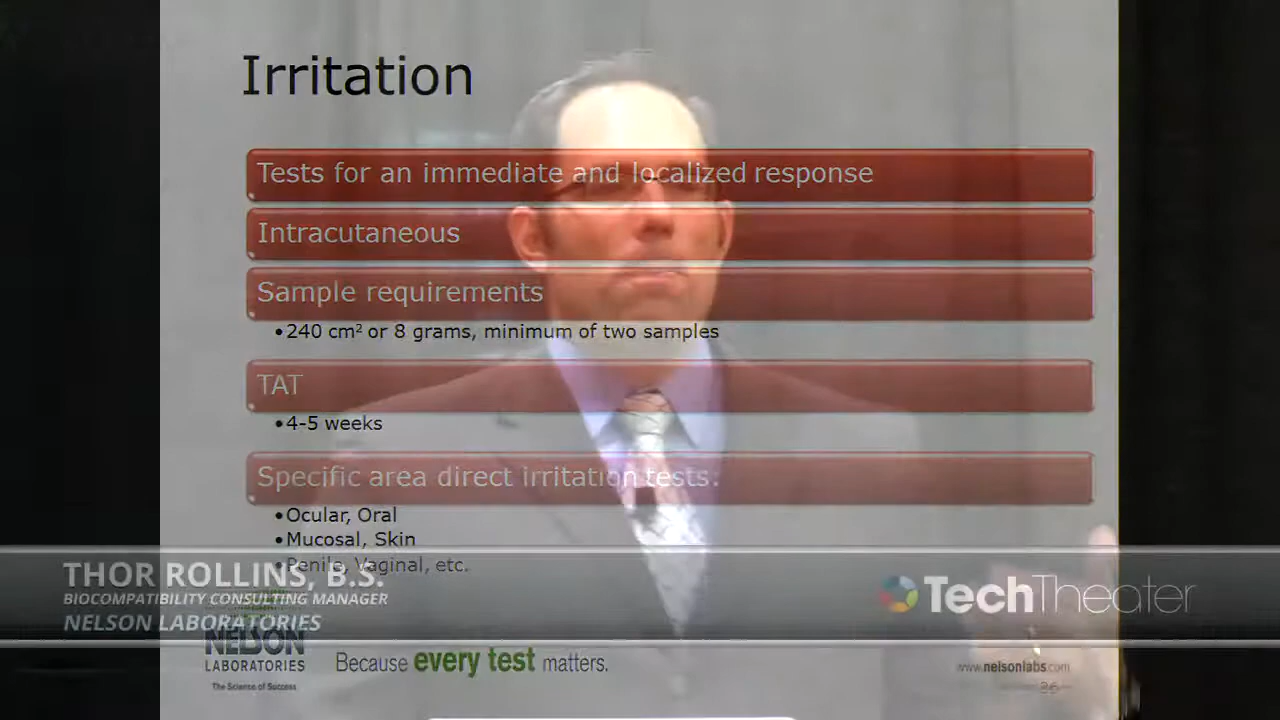 Irritation
Tests for an immediate and localized response
Intracutaneous
Sample requirements
•240 cm² or 8 grams, minimum of two samples
TAT
•4-5 weeks
Specific area direct irritation tests:
•Ocular, Oral
•Mucosal, Skin
•Penile, Vaginal, etc.
THOR ROLLINS, B.S.
BIOCOMPATIBILITY CONSULTING MANAGER
NELSON LABORATORIES
TechTheater
NELSON
LABORATORIES
The Science of Success
Because every test matters.
www.nelsonlabs.com
26